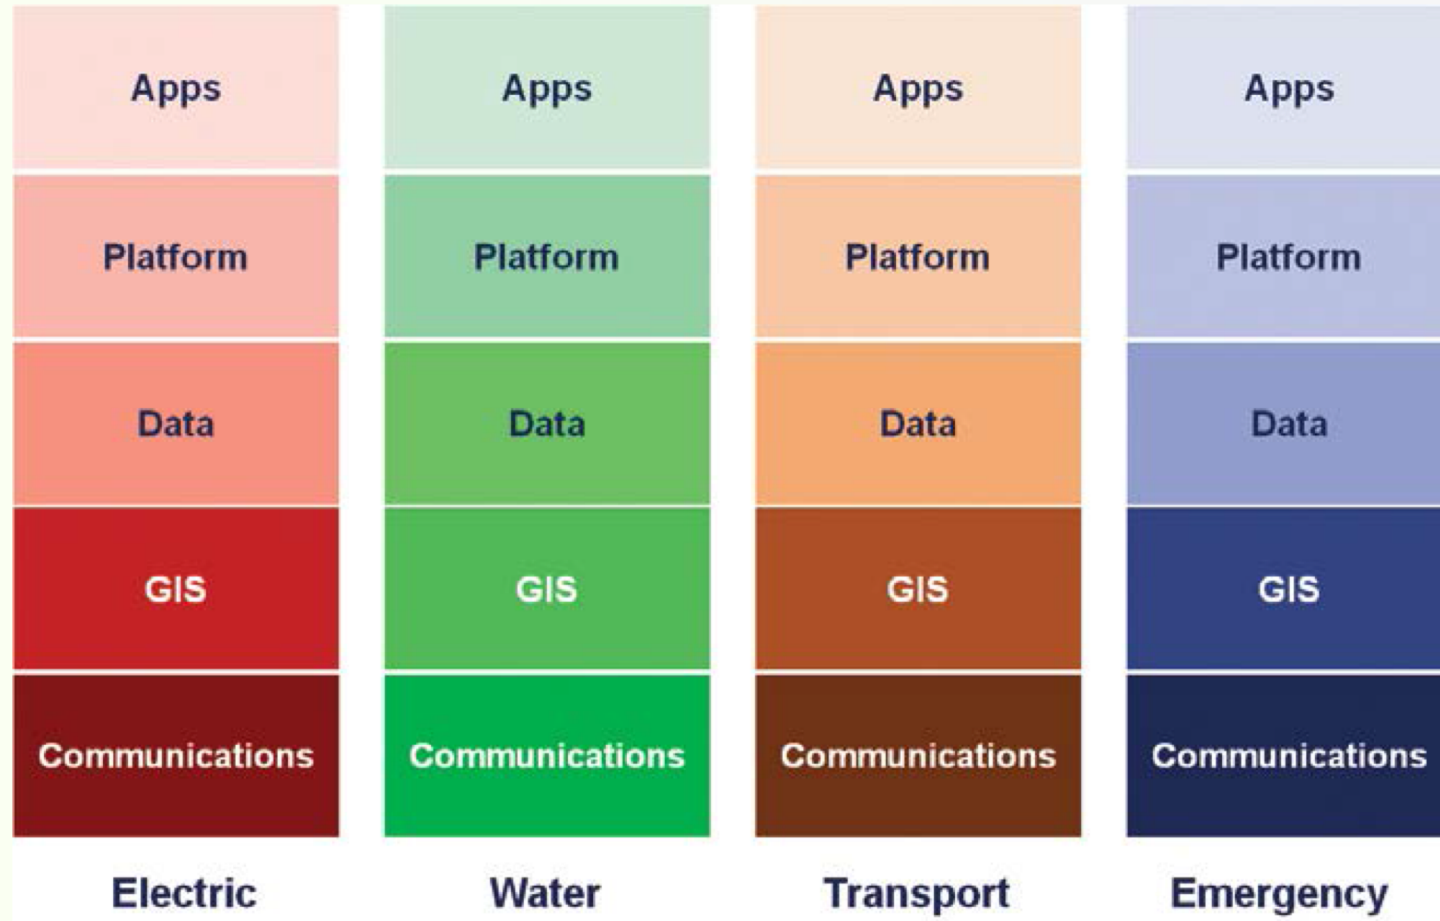 Apps Apps Apps Apps
Platform Platform Platform Platform
Data Data Data Data
GIS GIS GIS GIS
Communications Communications Communications Communications
Electric Water Transport Emergency